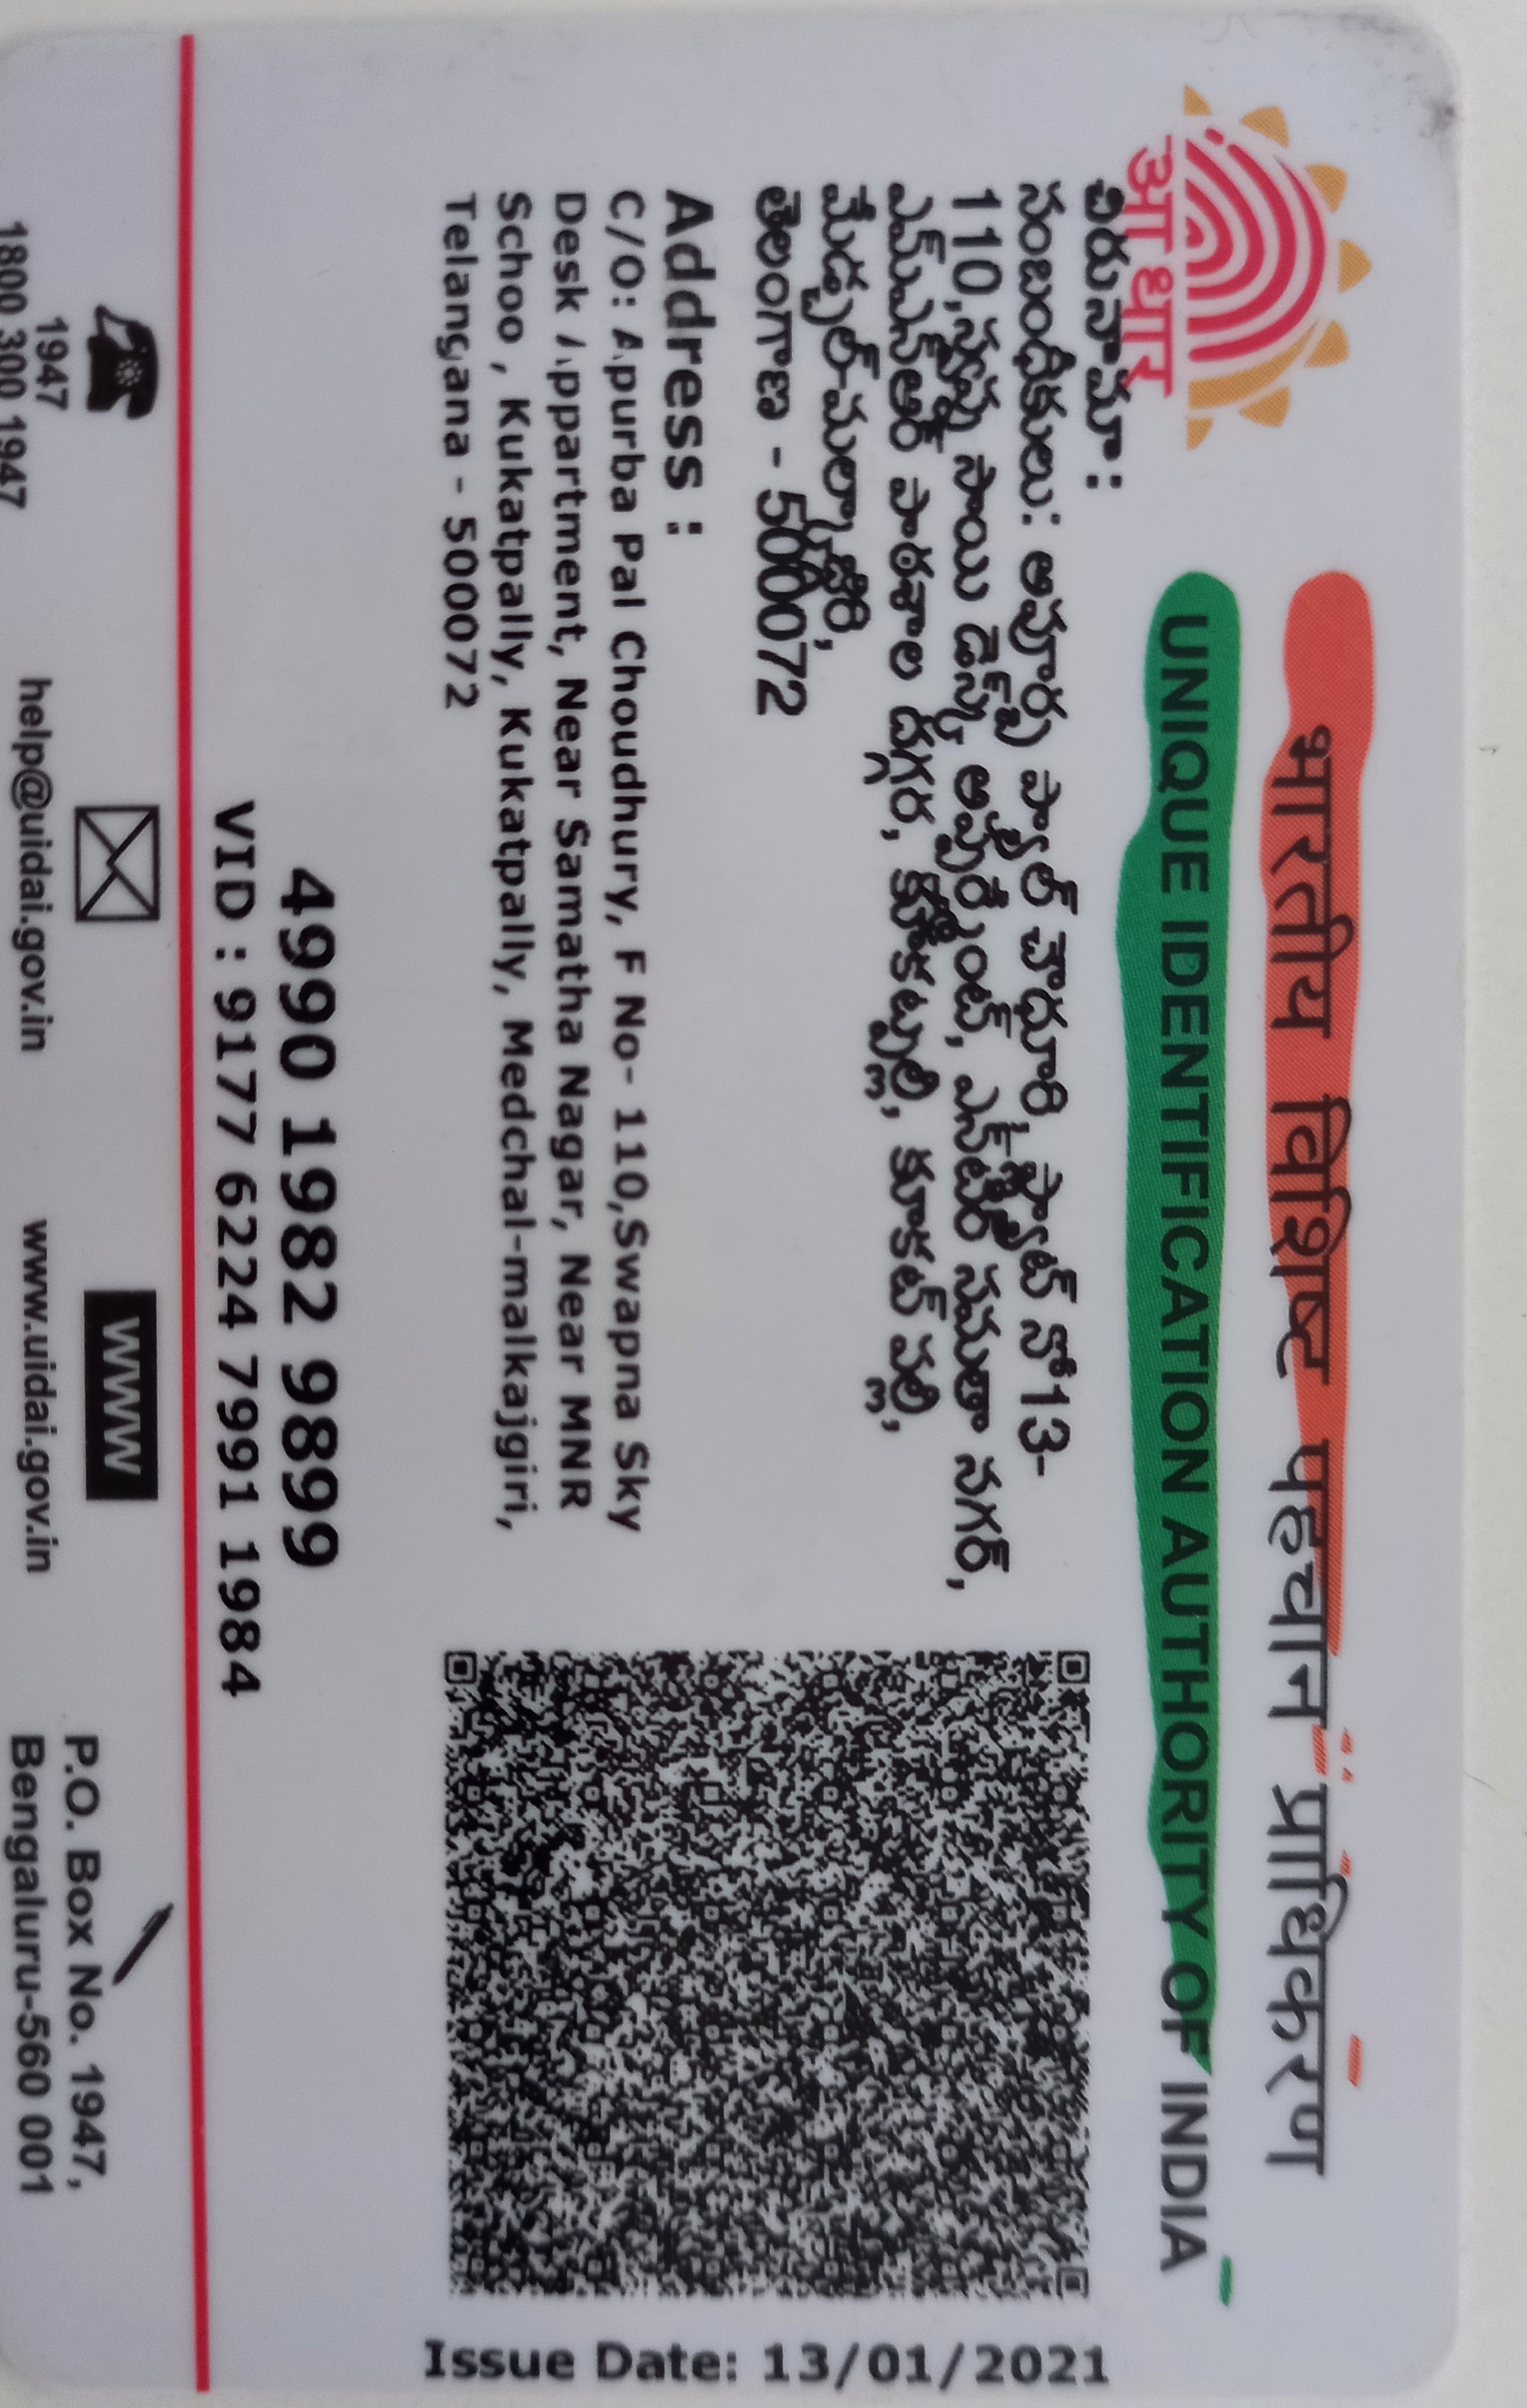 भारतीय विशिष्ट पहचान प्राधिकरण
UNIQUE IDENTIFICATION AUTHORITY OF INDIA
आधार
చిరునామా:
సంబంధీకులు: అపూర్బ పాల్ చౌదూరి, ఫ్లాట్ నో 13-
110,స్వప్న సాయి డెస్క్ అప్పార్ట్మెంట్, ఎన్టిర్ సమతా నగర్,
ఎమ్ఎన్ఆర్ పాఠశాల దగ్గర, కూకట్పల్లి, కూకట్ పల్లి,
మేడ్చల్-మల్కాజ్గిరి,
తెలంగాణ - 500072
Address :
C/O: Apurba Pal Choudhury, F No- 110,Swapna Sky
Desk Appartment, Near Samatha Nagar, Near MNR
Schoo , Kukatpally, Kukatpally, Medchal-malkajgiri,
Telangana - 500072
Issue Date: 13/01/2021
4990 1982 9899
VID : 9177 6224 7991 1984
1947
1800 300 1947
help@uidai.gov.in
www
www.uidai.gov.in
P.O. Box No. 1947,
Bengaluru-560 001